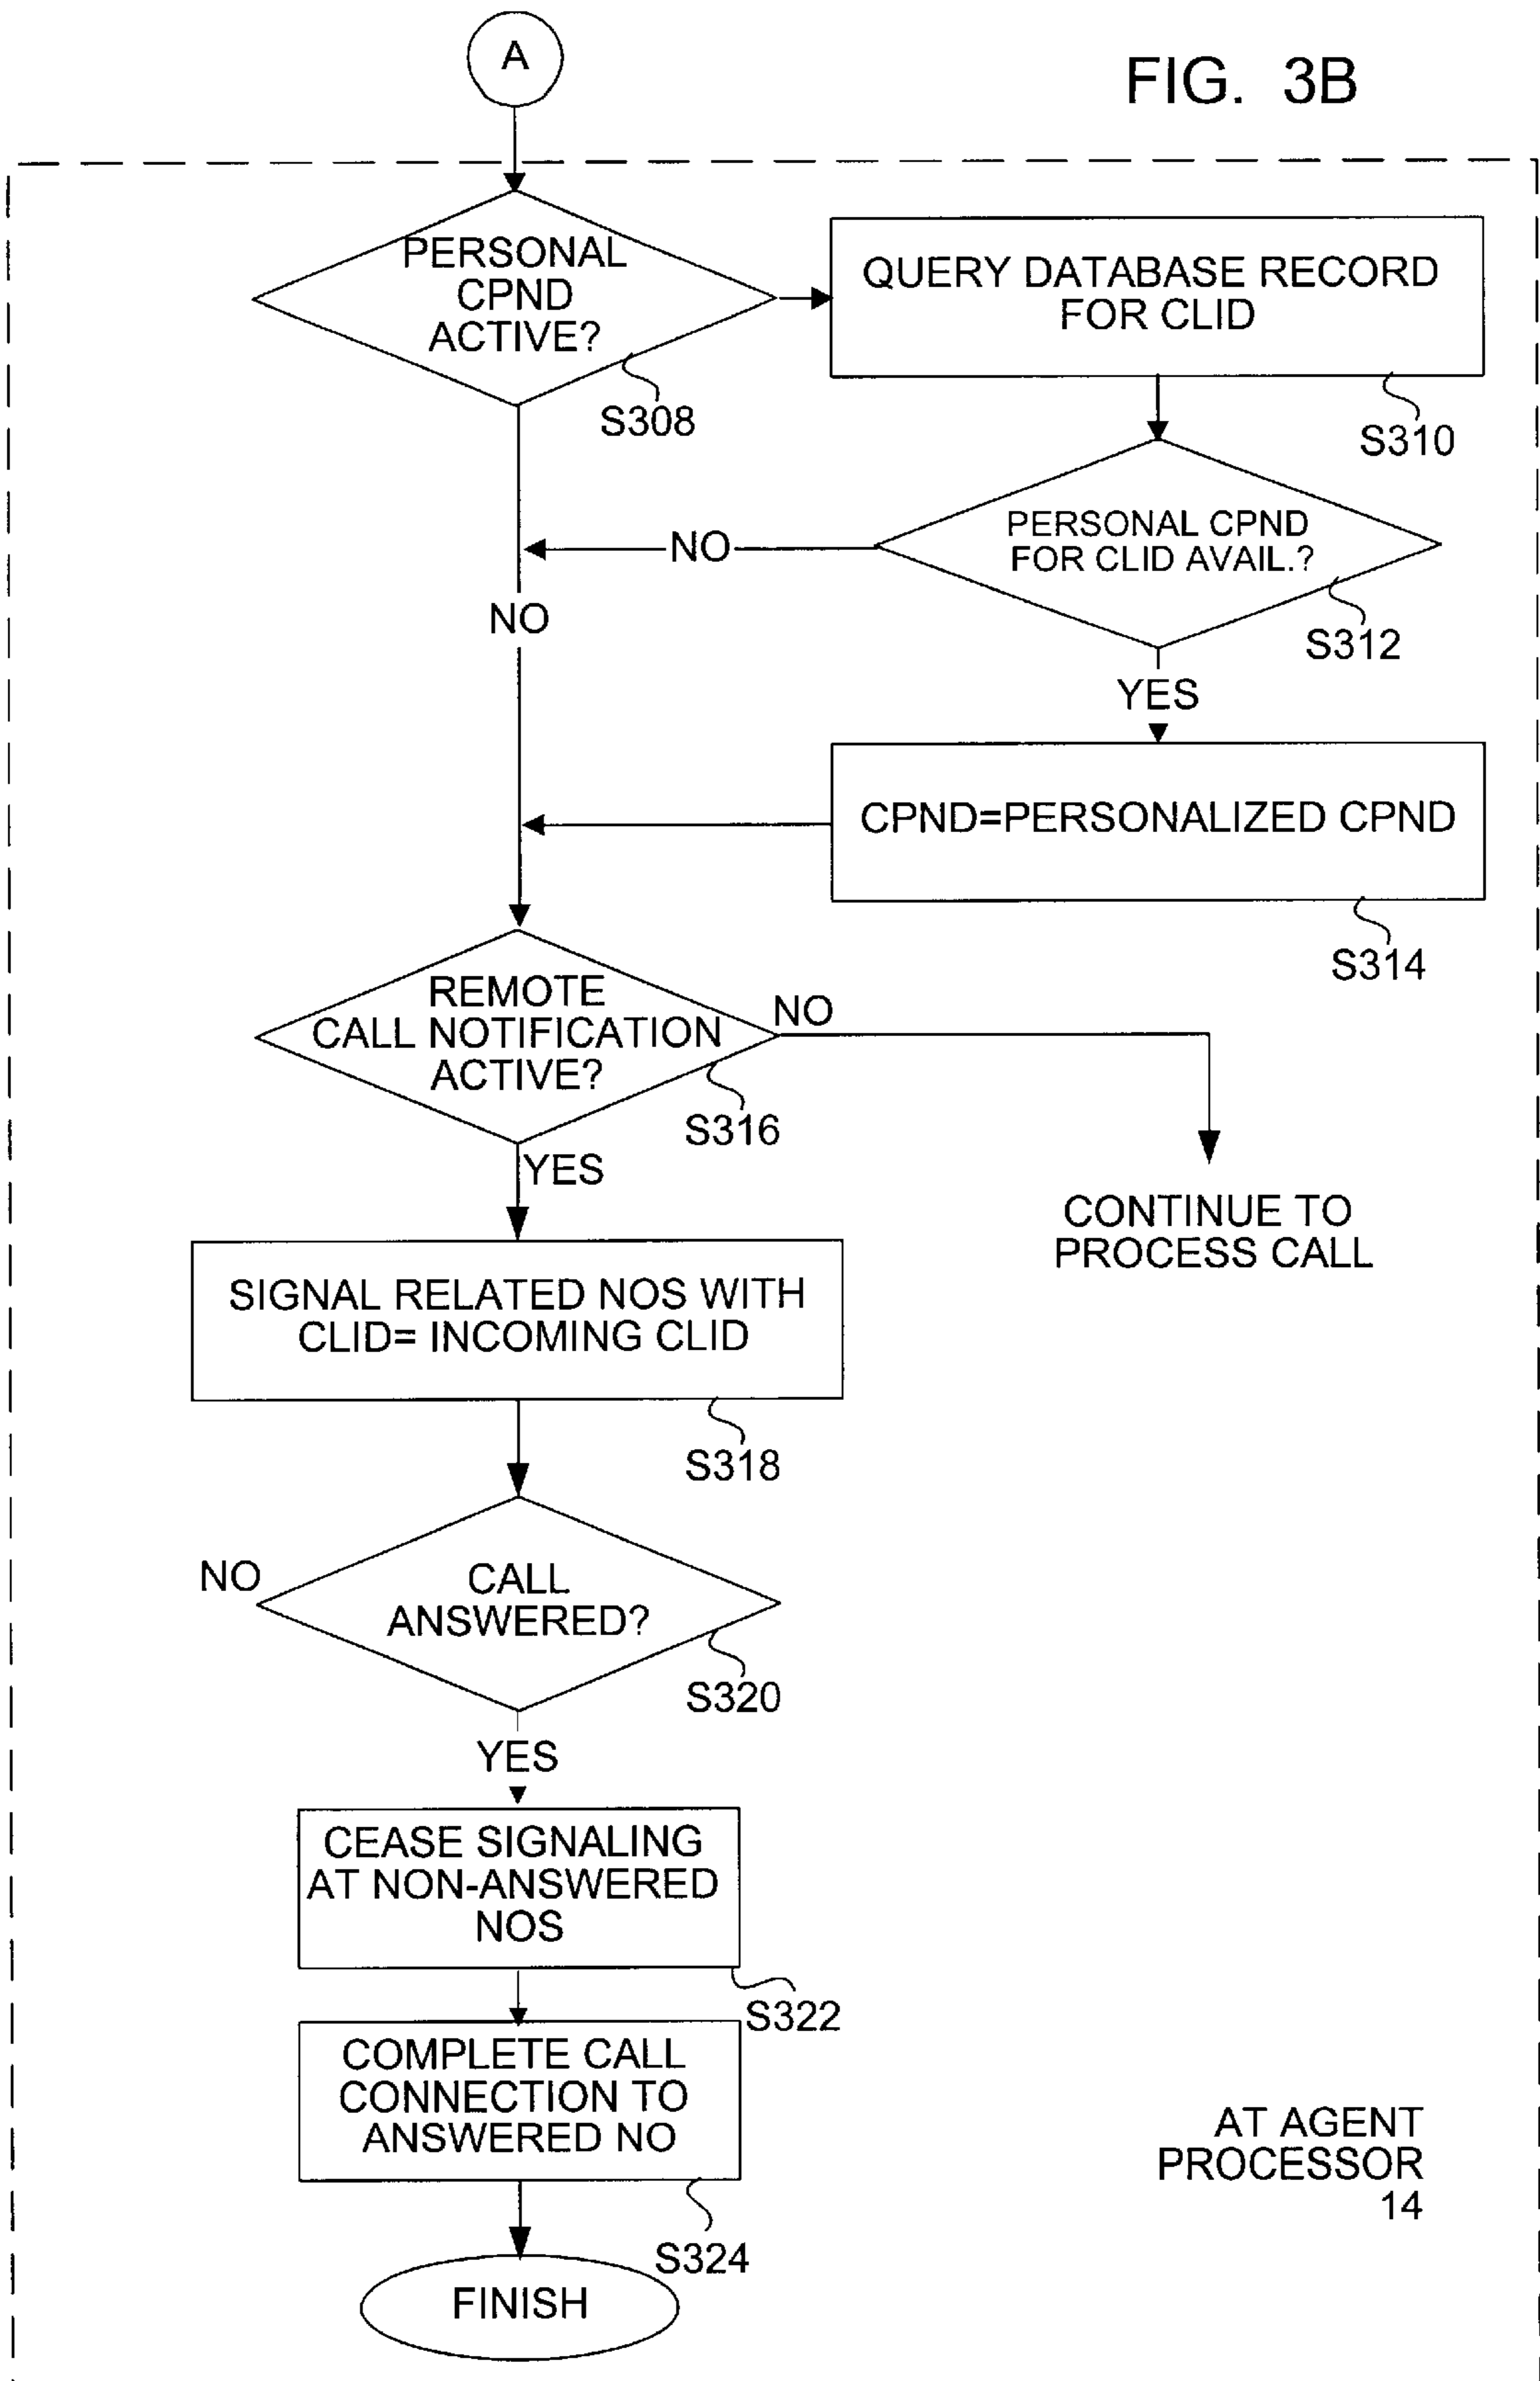 A
FIG. 3B
PERSONAL
CPND
ACTIVE?
S308
QUERY DATABASE RECORD
FOR CLID
S310
PERSONAL CPND
FOR CLID AVAIL.?
S312
NO
NO
YES
CPND=PERSONALIZED CPND
S314
REMOTE
CALL NOTIFICATION
ACTIVE?
S316
NO
CONTINUE TO
PROCESS CALL
YES
SIGNAL RELATED NOS WITH
CLID= INCOMING CLID
S318
NO
CALL
ANSWERED?
S320
YES
CEASE SIGNALING
AT NON-ANSWERED
NOS
S322
COMPLETE CALL
CONNECTION TO
ANSWERED NO
S324
FINISH
AT AGENT
PROCESSOR
14